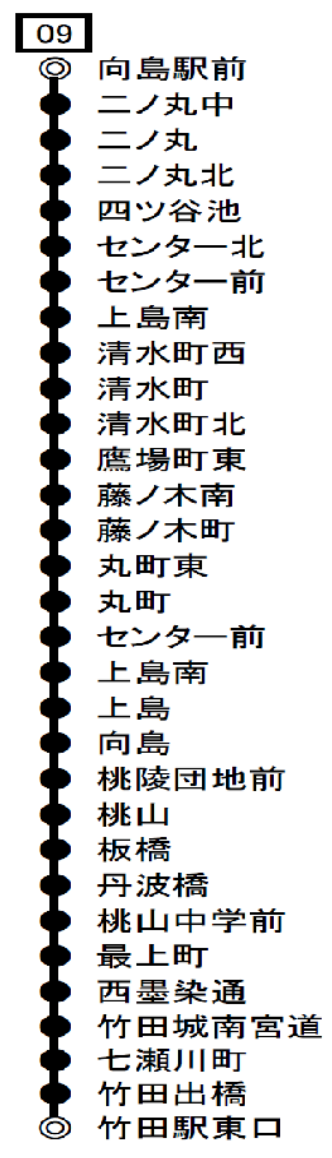 09
向島駅前
二ノ丸中
二ノ丸
二ノ丸北
四ツ谷池
センター北
センター前
上島南
清水町西
清水町
清水町北
鷹場町東
藤ノ木南
藤ノ木町
丸町東
丸町
センター前
上島南
上島
向島
桃陵団地前
桃山
板橋
丹波橋
桃山中学前
最上町
西墨染通
竹田城南宮道
七瀬川町
竹田出橋
竹田駅東口